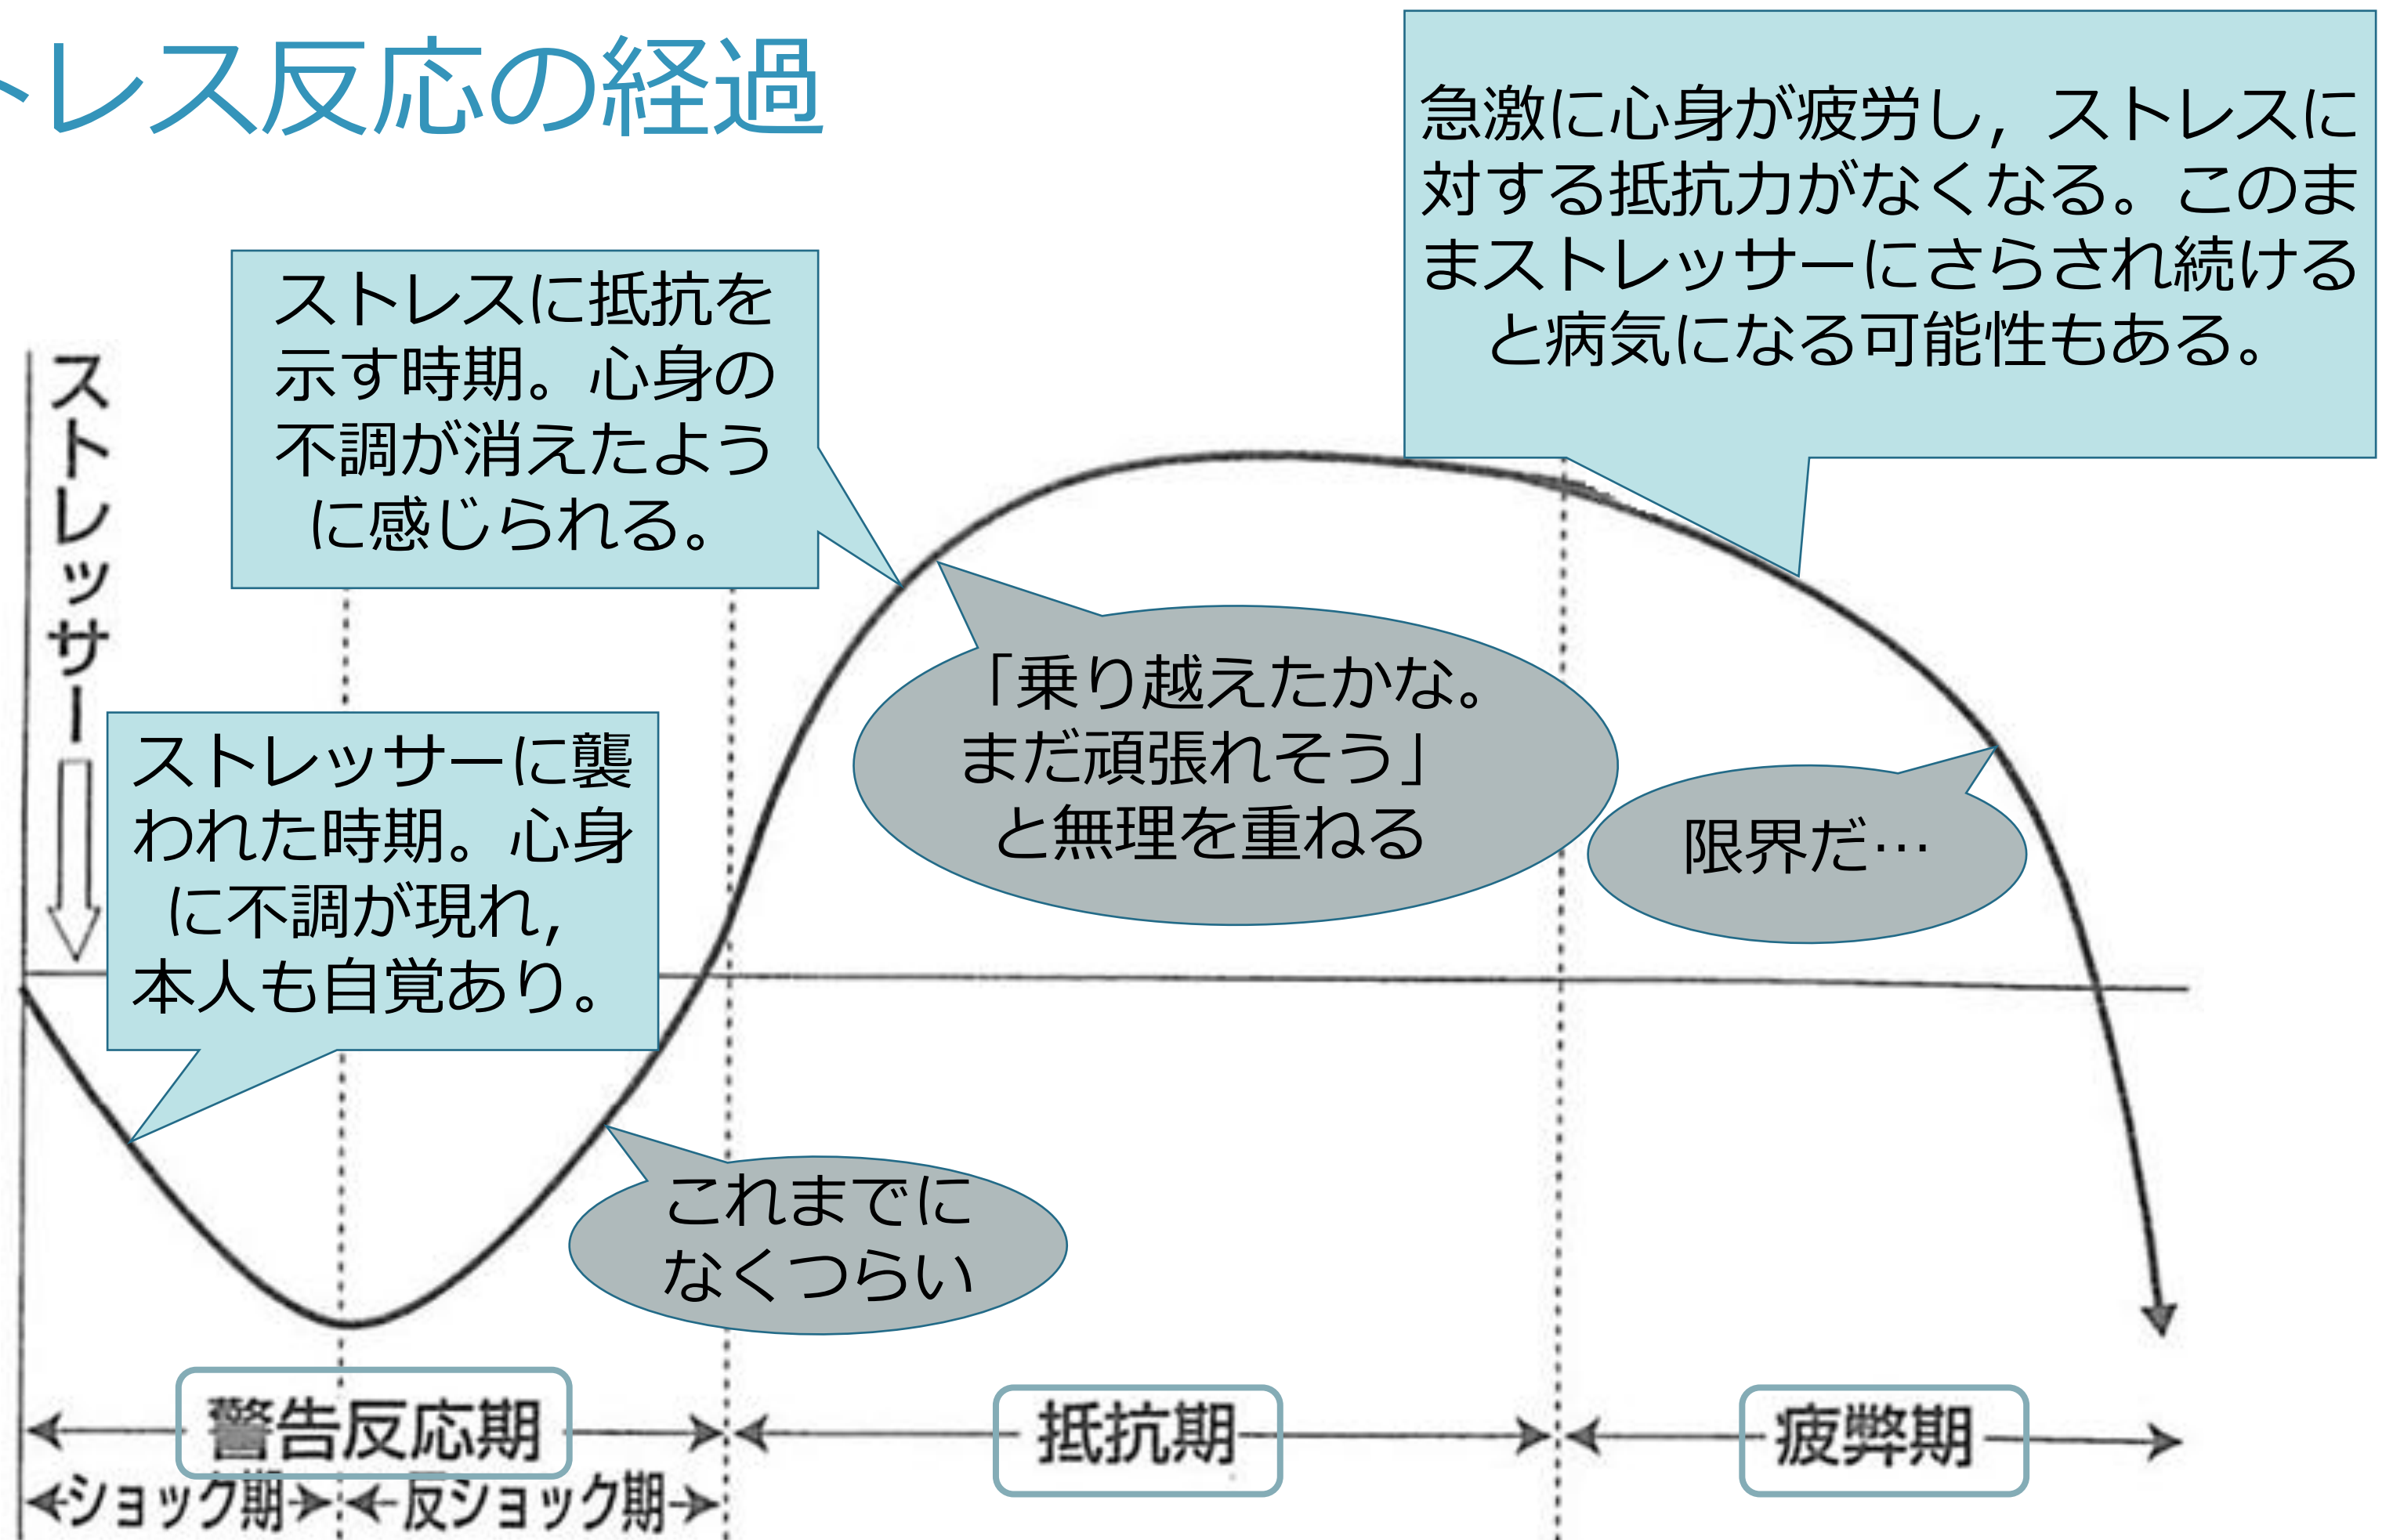 トレス反応の経過
急激に心身が疲労し，ストレスに
対する抵抗力がなくなる。このま
まストレッサーにさらされ続ける
と病気になる可能性もある。
ストレスに抵抗を
示す時期。心身の
不調が消えたよう
に感じられる。
ストレッサー
「乗り越えたかな。
まだ頑張れそう」
と無理を重ねる
ストレッサーに襲
われた時期。心身
に不調が現れ，
本人も自覚あり。
限界だ…
これまでに
なくつらい
警告反応期
抵抗期
疲弊期
ショック期
反ショック期